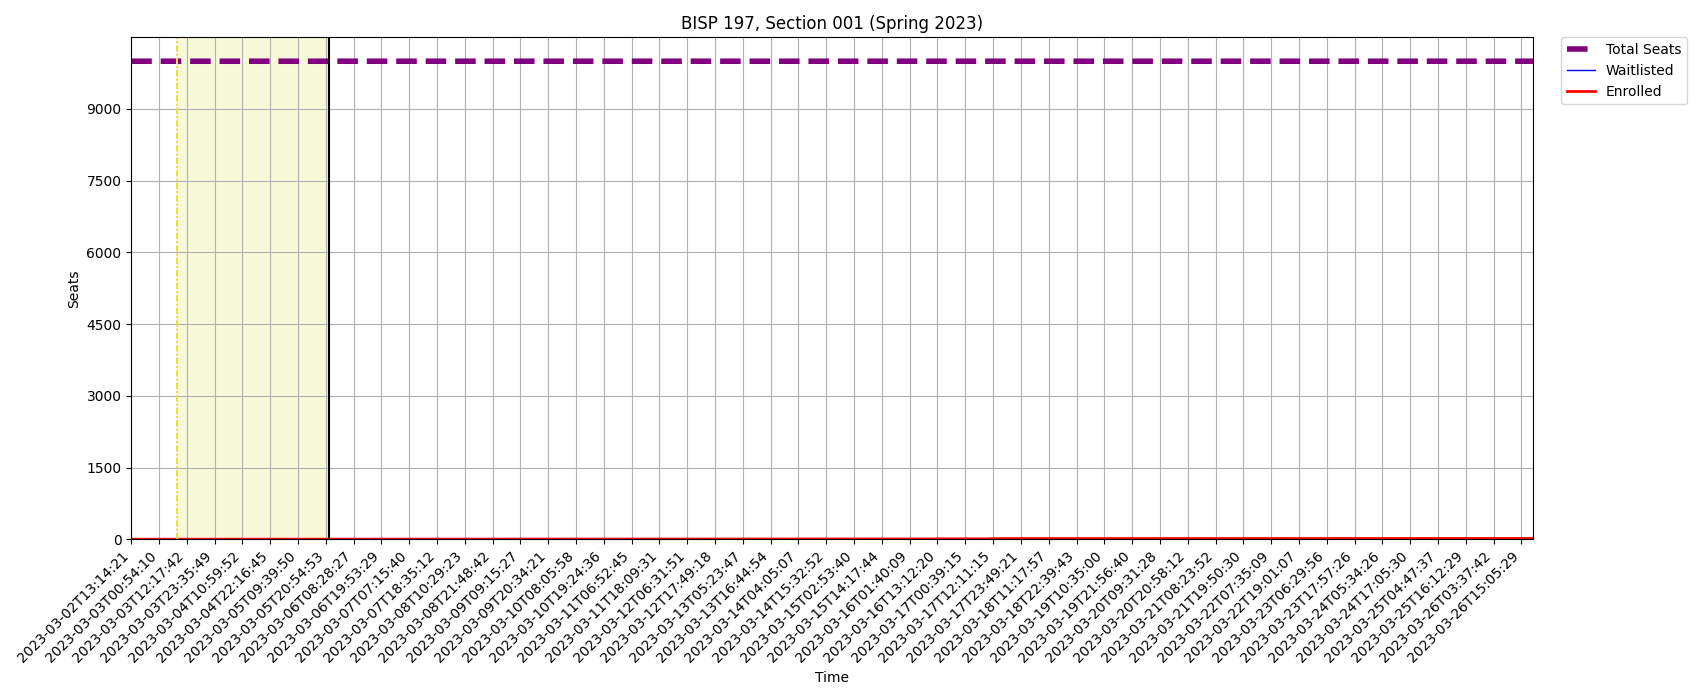 BISP 197, Section 001 (Spring 2023)
Total Seats
Waitlisted
Enrolled
9000
7500
6000
4500
3000
1500
0
Seats
2023-03-02T13:14:21
2023-03-03T00:54:10
2023-03-03T12:17:42
2023-03-03T23:35:49
2023-03-04T10:59:52
2023-03-04T22:16:45
2023-03-05T09:39:50
2023-03-05T20:54:53
2023-03-06T08:28:27
2023-03-06T19:53:29
2023-03-07T07:15:40
2023-03-07T18:35:12
2023-03-08T10:29:23
2023-03-08T21:48:42
2023-03-09T09:15:27
2023-03-09T20:34:21
2023-03-10T08:05:58
2023-03-10T19:24:36
2023-03-11T06:52:45
2023-03-11T18:09:31
2023-03-12T06:31:51
2023-03-12T17:49:18
2023-03-13T05:23:47
2023-03-13T16:44:54
2023-03-14T04:05:07
2023-03-14T15:32:52
2023-03-15T02:53:40
2023-03-15T14:17:44
2023-03-16T01:40:09
2023-03-16T13:12:20
2023-03-17T00:39:15
2023-03-17T12:11:15
2023-03-17T23:49:21
2023-03-18T11:17:57
2023-03-18T22:39:43
2023-03-19T10:35:00
2023-03-19T21:56:40
2023-03-20T09:31:28
2023-03-20T20:58:12
2023-03-21T08:23:52
2023-03-21T19:50:30
2023-03-22T07:35:09
2023-03-22T19:01:07
2023-03-23T06:29:56
2023-03-23T17:57:26
2023-03-24T05:34:26
2023-03-24T17:05:30
2023-03-25T04:47:37
2023-03-25T16:12:29
2023-03-26T03:37:42
2023-03-26T15:05:29
Time